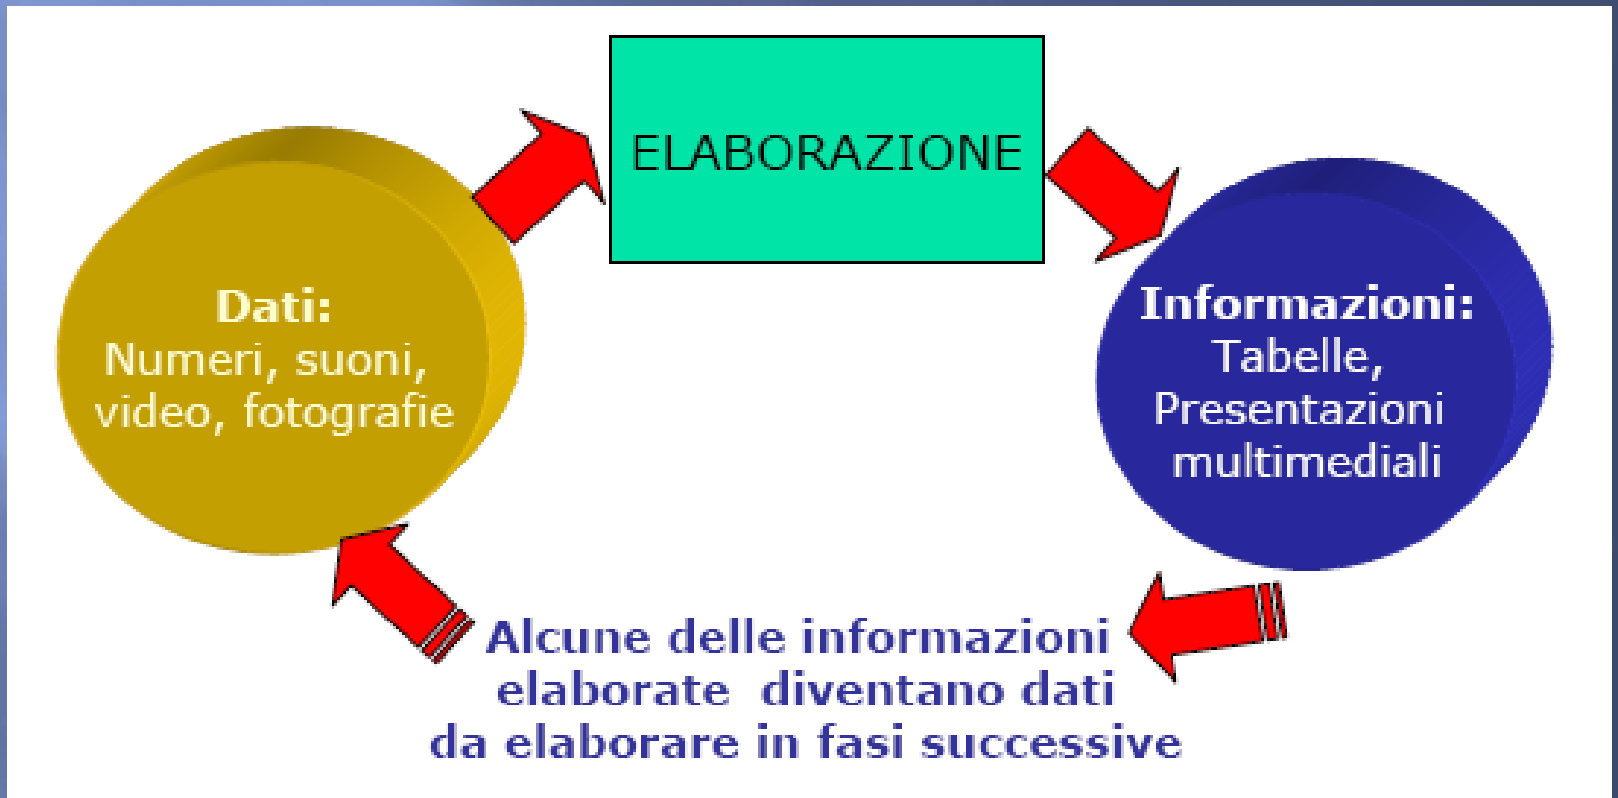 ELABORAZIONE
Dati:
Numeri, suoni,
video, fotografie
Informazioni:
Tabelle,
Presentazioni
multimediali
Alcune delle informazioni
elaborate diventano dati
da elaborare in fasi successive